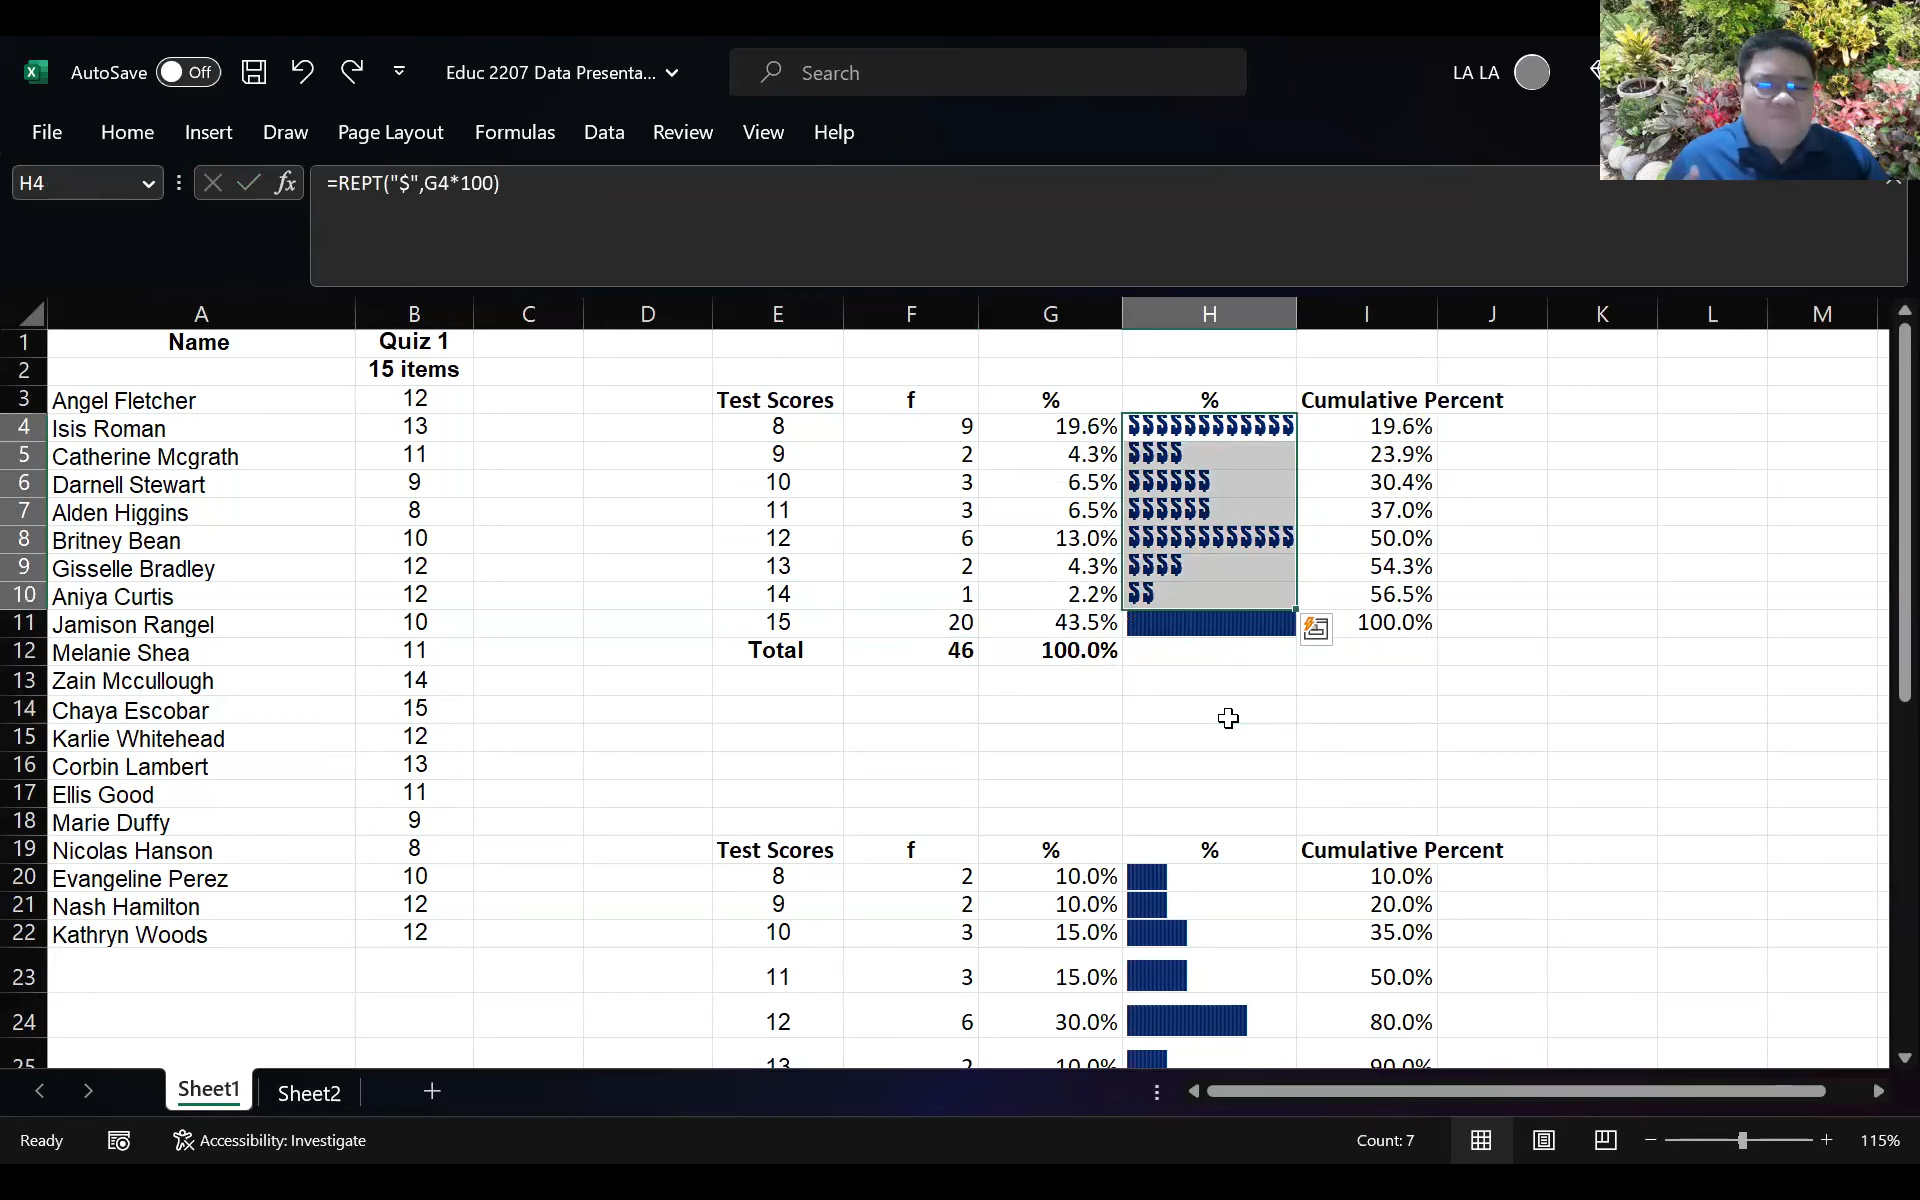 AutoSave Off Educ 2207 Data Presenta... Search LA LA
File Home Insert Draw Page Layout Formulas Data Review View Help
H4 fx =REPT("$",G4*100)
A B C D E F G H I J K L M
1 Name Quiz 1
2 15 items
3 Angel Fletcher 12 Test Scores f % % Cumulative Percent
4 Isis Roman 13 8 9 19.6% $$$$$$$$$$$$ 19.6%
5 Catherine Mcgrath 11 9 2 4.3% $$$$ 23.9%
6 Darnell Stewart 9 10 3 6.5% $$$$$$ 30.4%
7 Alden Higgins 8 11 3 6.5% $$$$$$ 37.0%
8 Britney Bean 10 12 6 13.0% $$$$$$$$$$$$ 50.0%
9 Gisselle Bradley 12 13 2 4.3% $$$$ 54.3%
10 Aniya Curtis 12 14 1 2.2% $$ 56.5%
11 Jamison Rangel 10 15 20 43.5% 100.0%
12 Melanie Shea 11 Total 46 100.0%
13 Zain Mccullough 14
14 Chaya Escobar 15
15 Karlie Whitehead 12
16 Corbin Lambert 13
17 Ellis Good 11
18 Marie Duffy 9
19 Nicolas Hanson 8 Test Scores f % % Cumulative Percent
20 Evangeline Perez 10 8 2 10.0% 10.0%
21 Nash Hamilton 12 9 2 10.0% 20.0%
22 Kathryn Woods 12 10 3 15.0% 35.0%
23 11 3 15.0% 50.0%
24 12 6 30.0% 80.0%
25 13 2 10.0% 90.0%
Sheet1 Sheet2
Ready Accessibility: Investigate Count: 7 115%